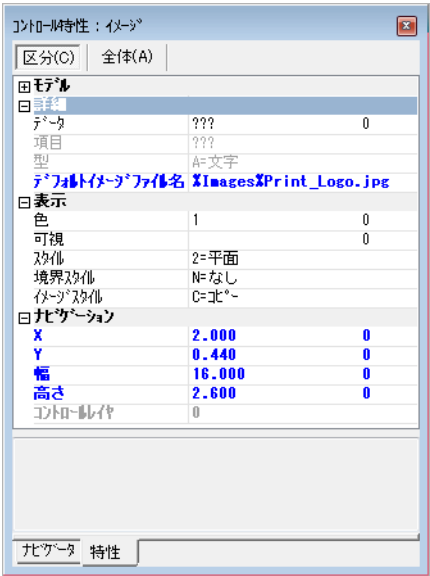 ｺﾝﾄﾛｰﾙ特性 : ｲﾒｰｼﾞ
区分(C) 全体(A)
ﾓﾃﾞﾙ
詳細
ﾃﾞｰﾀ ??? 0
項目 ???
型 A=文字
ﾃﾞﾌｫﾙﾄｲﾒｰｼﾞﾌｧｲﾙ名 %Images%Print_Logo.jpg
表示
色 1 0
可視 0
ｽﾀｲﾙ 2=平面
境界ｽﾀｲﾙ N=なし
ｲﾒｰｼﾞｽﾀｲﾙ C=ｺﾋﾟｰ
ﾅﾋﾞｹﾞｰｼｮﾝ
X 2.000 0
Y 0.440 0
幅 16.000 0
高さ 2.600 0
ｺﾝﾄﾛｰﾙﾚｲﾔ 0
ﾅﾋﾞｹﾞｰﾀ 特性